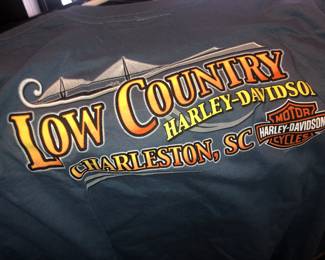 LOW COUNTRY
HARLEY-DAVIDSON
CHARLESTON, SC
MOTOR
HARLEY-DAVIDSON
CYCLES